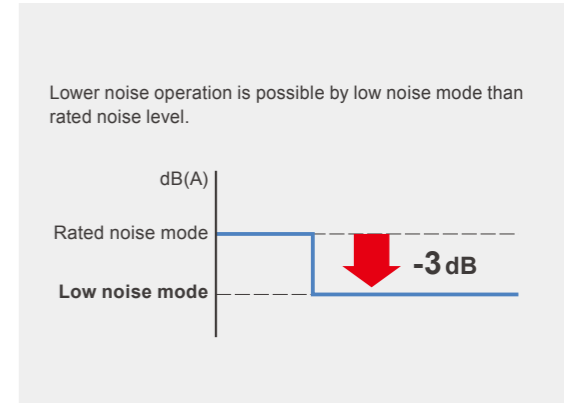 Lower noise operation is possible by low noise mode than
rated noise level.
dB(A)
Rated noise mode
-3 dB
Low noise mode